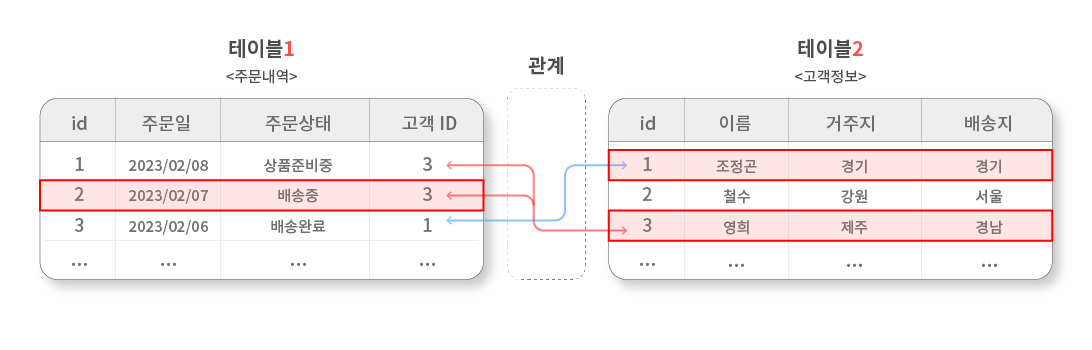 테이블1
<주문내역>
id 주문일 주문상태 고객 ID
1 2023/02/08 상품준비중 3
2 2023/02/07 배송중 3
3 2023/02/06 배송완료 1
... ... ... ...
관계
테이블2
<고객정보>
id 이름 거주지 배송지
1 조정곤 경기 경기
2 철수 강원 서울
3 영희 제주 경남
... ... ... ...